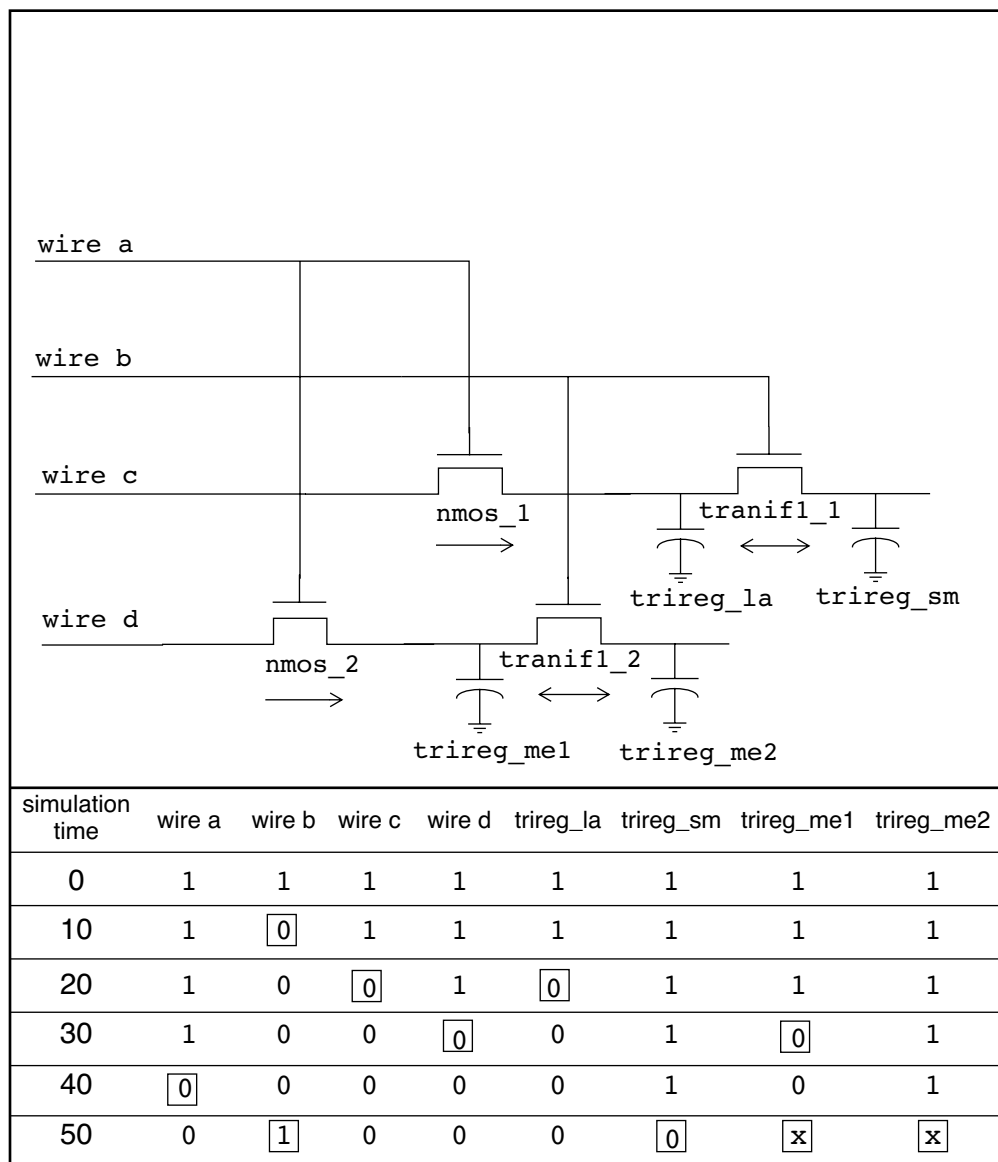 wire a
wire b
wire c
nmos_1
tranif1_1
trireg_la trireg_sm
wire d
nmos_2
tranif1_2
trireg_me1 trireg_me2
simulation time wire a wire b wire c wire d trireg_la trireg_sm trireg_me1 trireg_me2
0 1 1 1 1 1 1 1 1
10 1 0 1 1 1 1 1 1
20 1 0 0 1 0 1 1 1
30 1 0 0 0 0 1 0 1
40 0 0 0 0 0 1 0 1
50 0 1 0 0 0 0 x x